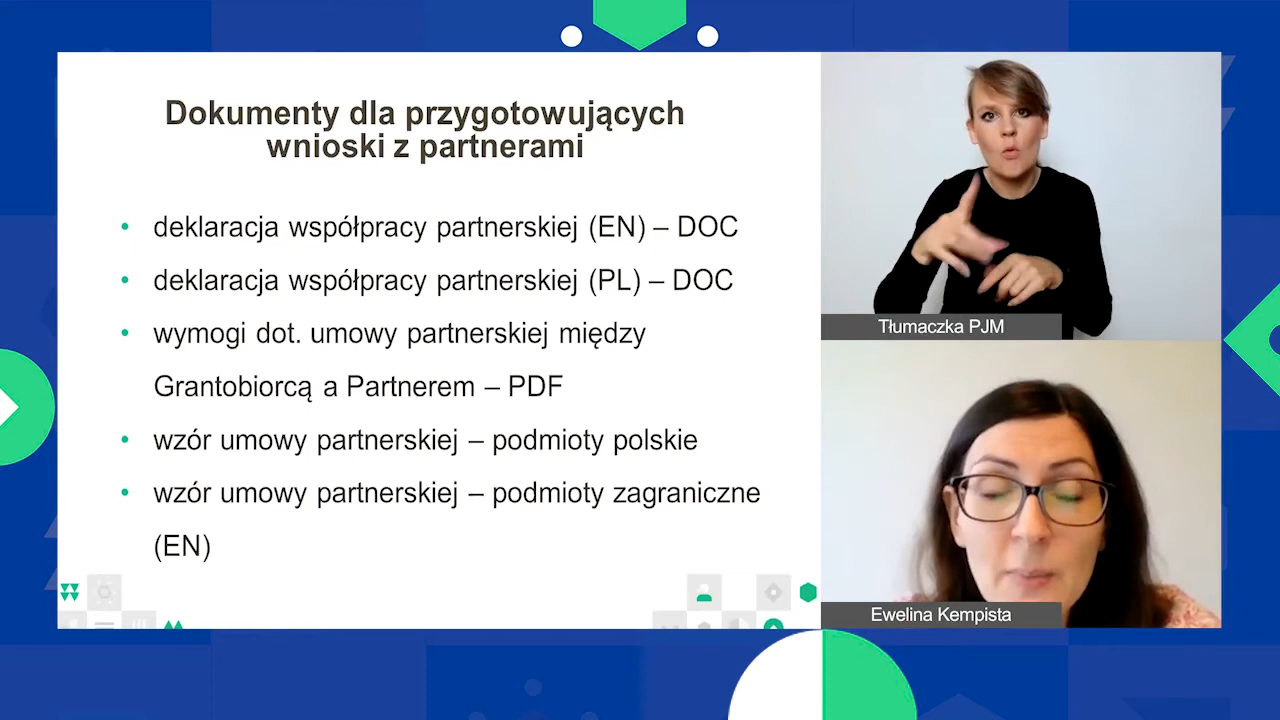 Dokumenty dla przygotowujących
wnioski z partnerami
• deklaracja współpracy partnerskiej (EN) – DOC
• deklaracja współpracy partnerskiej (PL) – DOC
• wymogi dot. umowy partnerskiej między
Grantobiorcą a Partnerem – PDF
• wzór umowy partnerskiej – podmioty polskie
• wzór umowy partnerskiej – podmioty zagraniczne
(EN)
Tłumaczka PJM
Ewelina Kempista